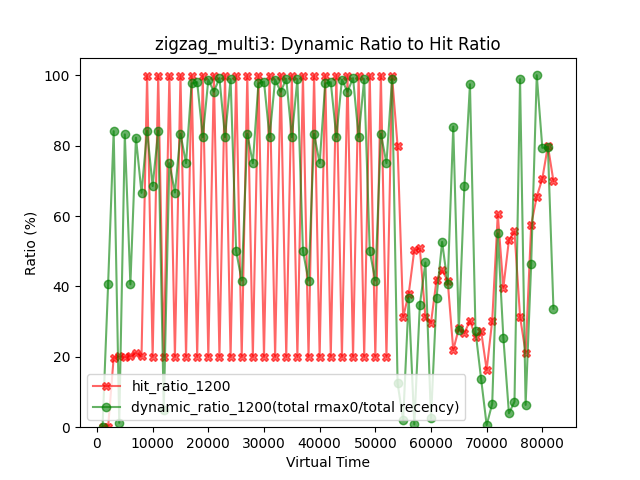 zigzag_multi3: Dynamic Ratio to Hit Ratio
Ratio (%)
100
80
60
40
20
0
hit_ratio_1200
dynamic_ratio_1200(total rmax0/total recency)
0 10000 20000 30000 40000 50000 60000 70000 80000
Virtual Time